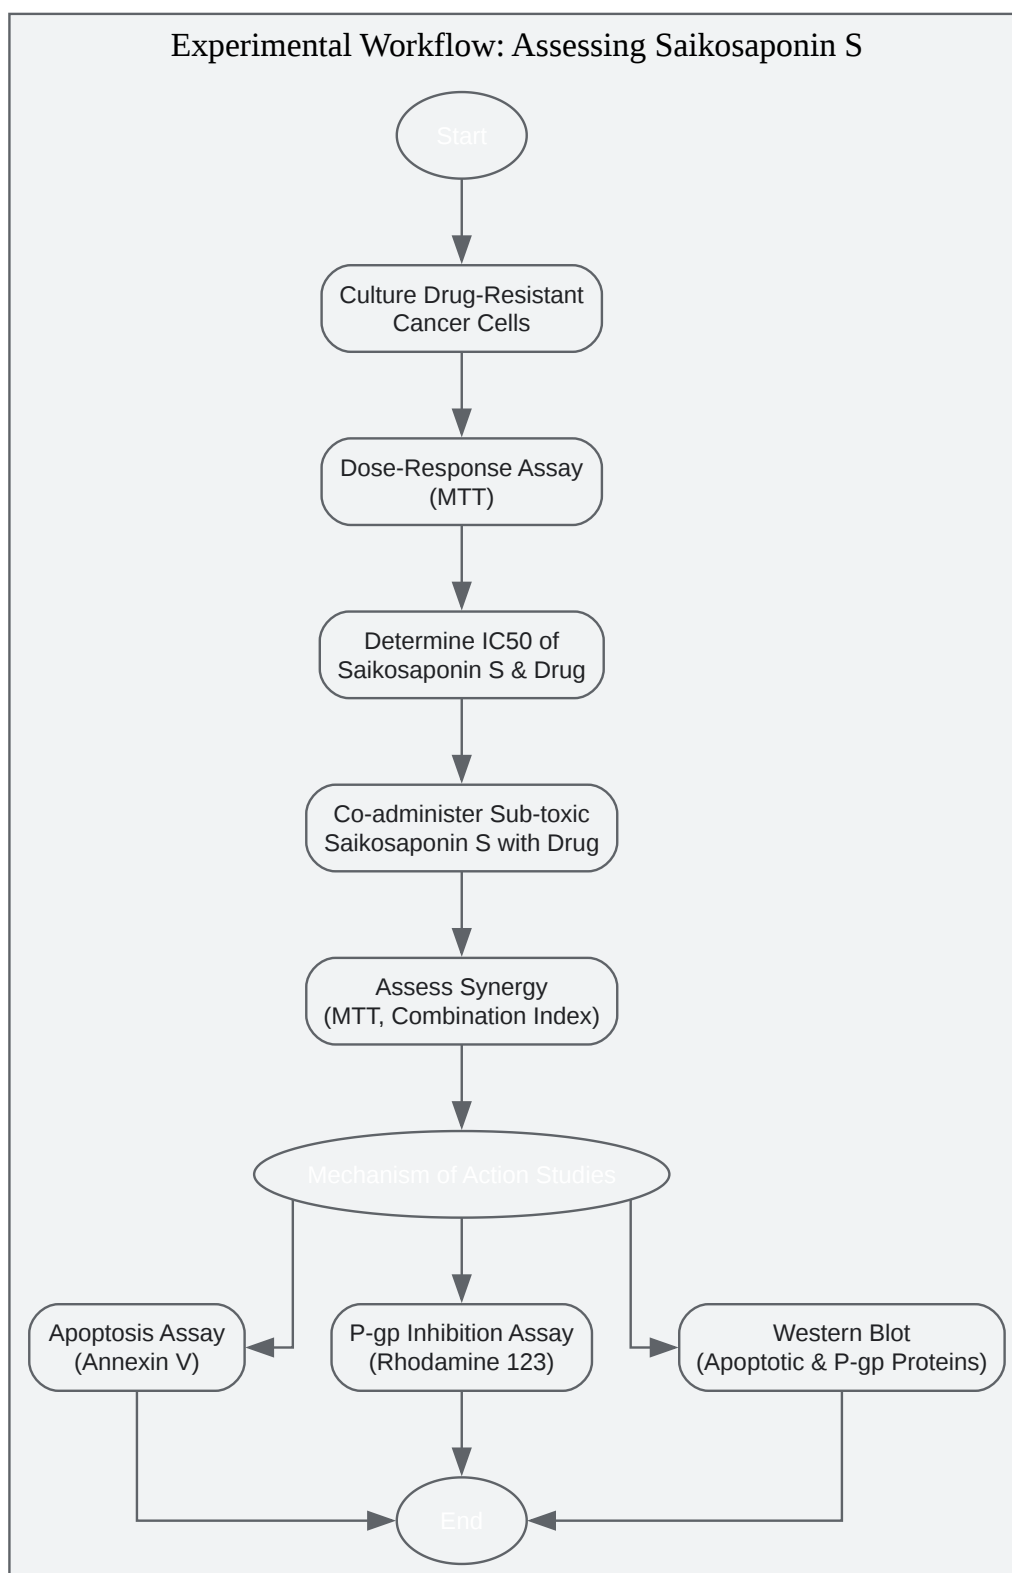 Experimental Workflow: Assessing Saikosaponin S
Start
Culture Drug-Resistant
Cancer Cells
Dose-Response Assay
(MTT)
Determine IC50 of
Saikosaponin S & Drug
Co-administer Sub-toxic
Saikosaponin S with Drug
Assess Synergy
(MTT, Combination Index)
Mechanism of Action Studies
Apoptosis Assay
(Annexin V)
P-gp Inhibition Assay
(Rhodamine 123)
Western Blot
(Apoptotic & P-gp Proteins)
End